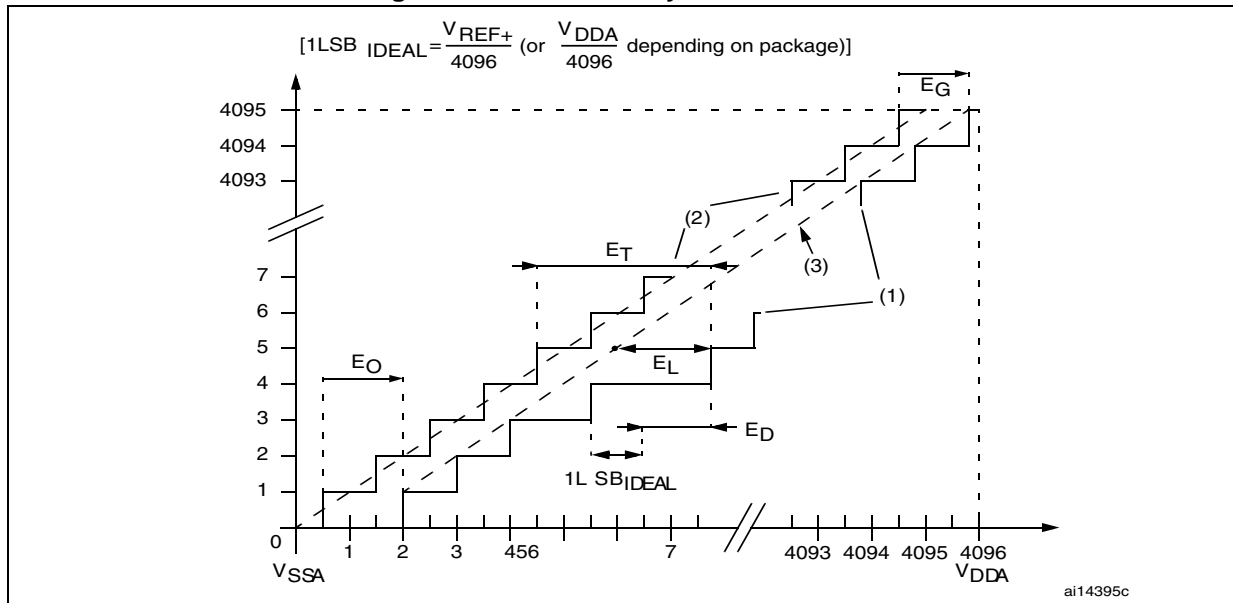 [1LSB IDEAL = VREF+ / 4096 (or VDDA / 4096 depending on package)]
EG
4095
4094
4093
(2)
ET
(3)
7
(1)
6
5
EL
EO
4
3
ED
2
1L SBIDEAL
1
0
1 2 3 456 7 4093 4094 4095 4096
VSSA VDDA
ai14395c